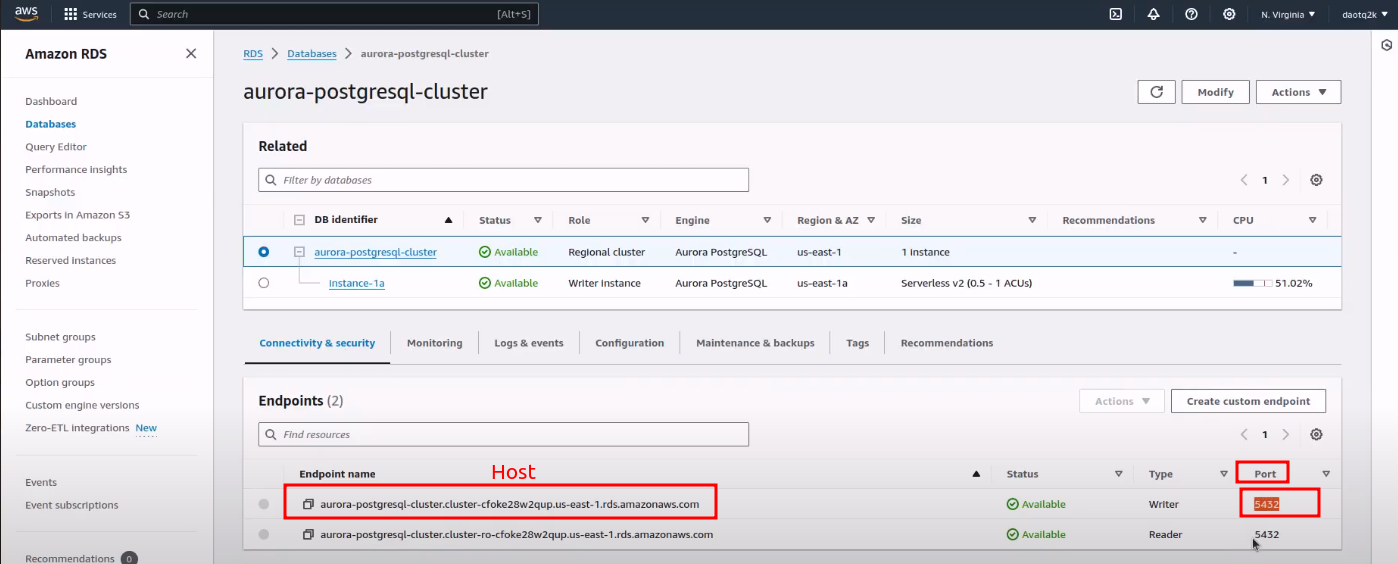 aws Services Search [Alt+S] N. Virginia daotq2k
Amazon RDS
Dashboard
Databases
Query Editor
Performance insights
Snapshots
Exports in Amazon S3
Automated backups
Reserved instances
Proxies
Subnet groups
Parameter groups
Option groups
Custom engine versions
Zero-ETL integrations New
Events
Event subscriptions
Recommendations 0
RDS Databases aurora-postgresql-cluster
aurora-postgresql-cluster Modify Actions
Related
Filter by databases 1
DB identifier Status Role Engine Region & AZ Size Recommendations CPU
aurora-postgresql-cluster Available Regional cluster Aurora PostgreSQL us-east-1 1 instance -
instance-1a Available Writer instance Aurora PostgreSQL us-east-1a Serverless v2 (0.5 - 1 ACUs) 51.02%
Connectivity & security Monitoring Logs & events Configuration Maintenance & backups Tags Recommendations
Endpoints (2) Actions Create custom endpoint
Find resources 1
Host
Endpoint name Status Type Port
aurora-postgresql-cluster.cluster-cfoke28w2qup.us-east-1.rds.amazonaws.com Available Writer 5432
aurora-postgresql-cluster.cluster-ro-cfoke28w2qup.us-east-1.rds.amazonaws.com Available Reader 5432